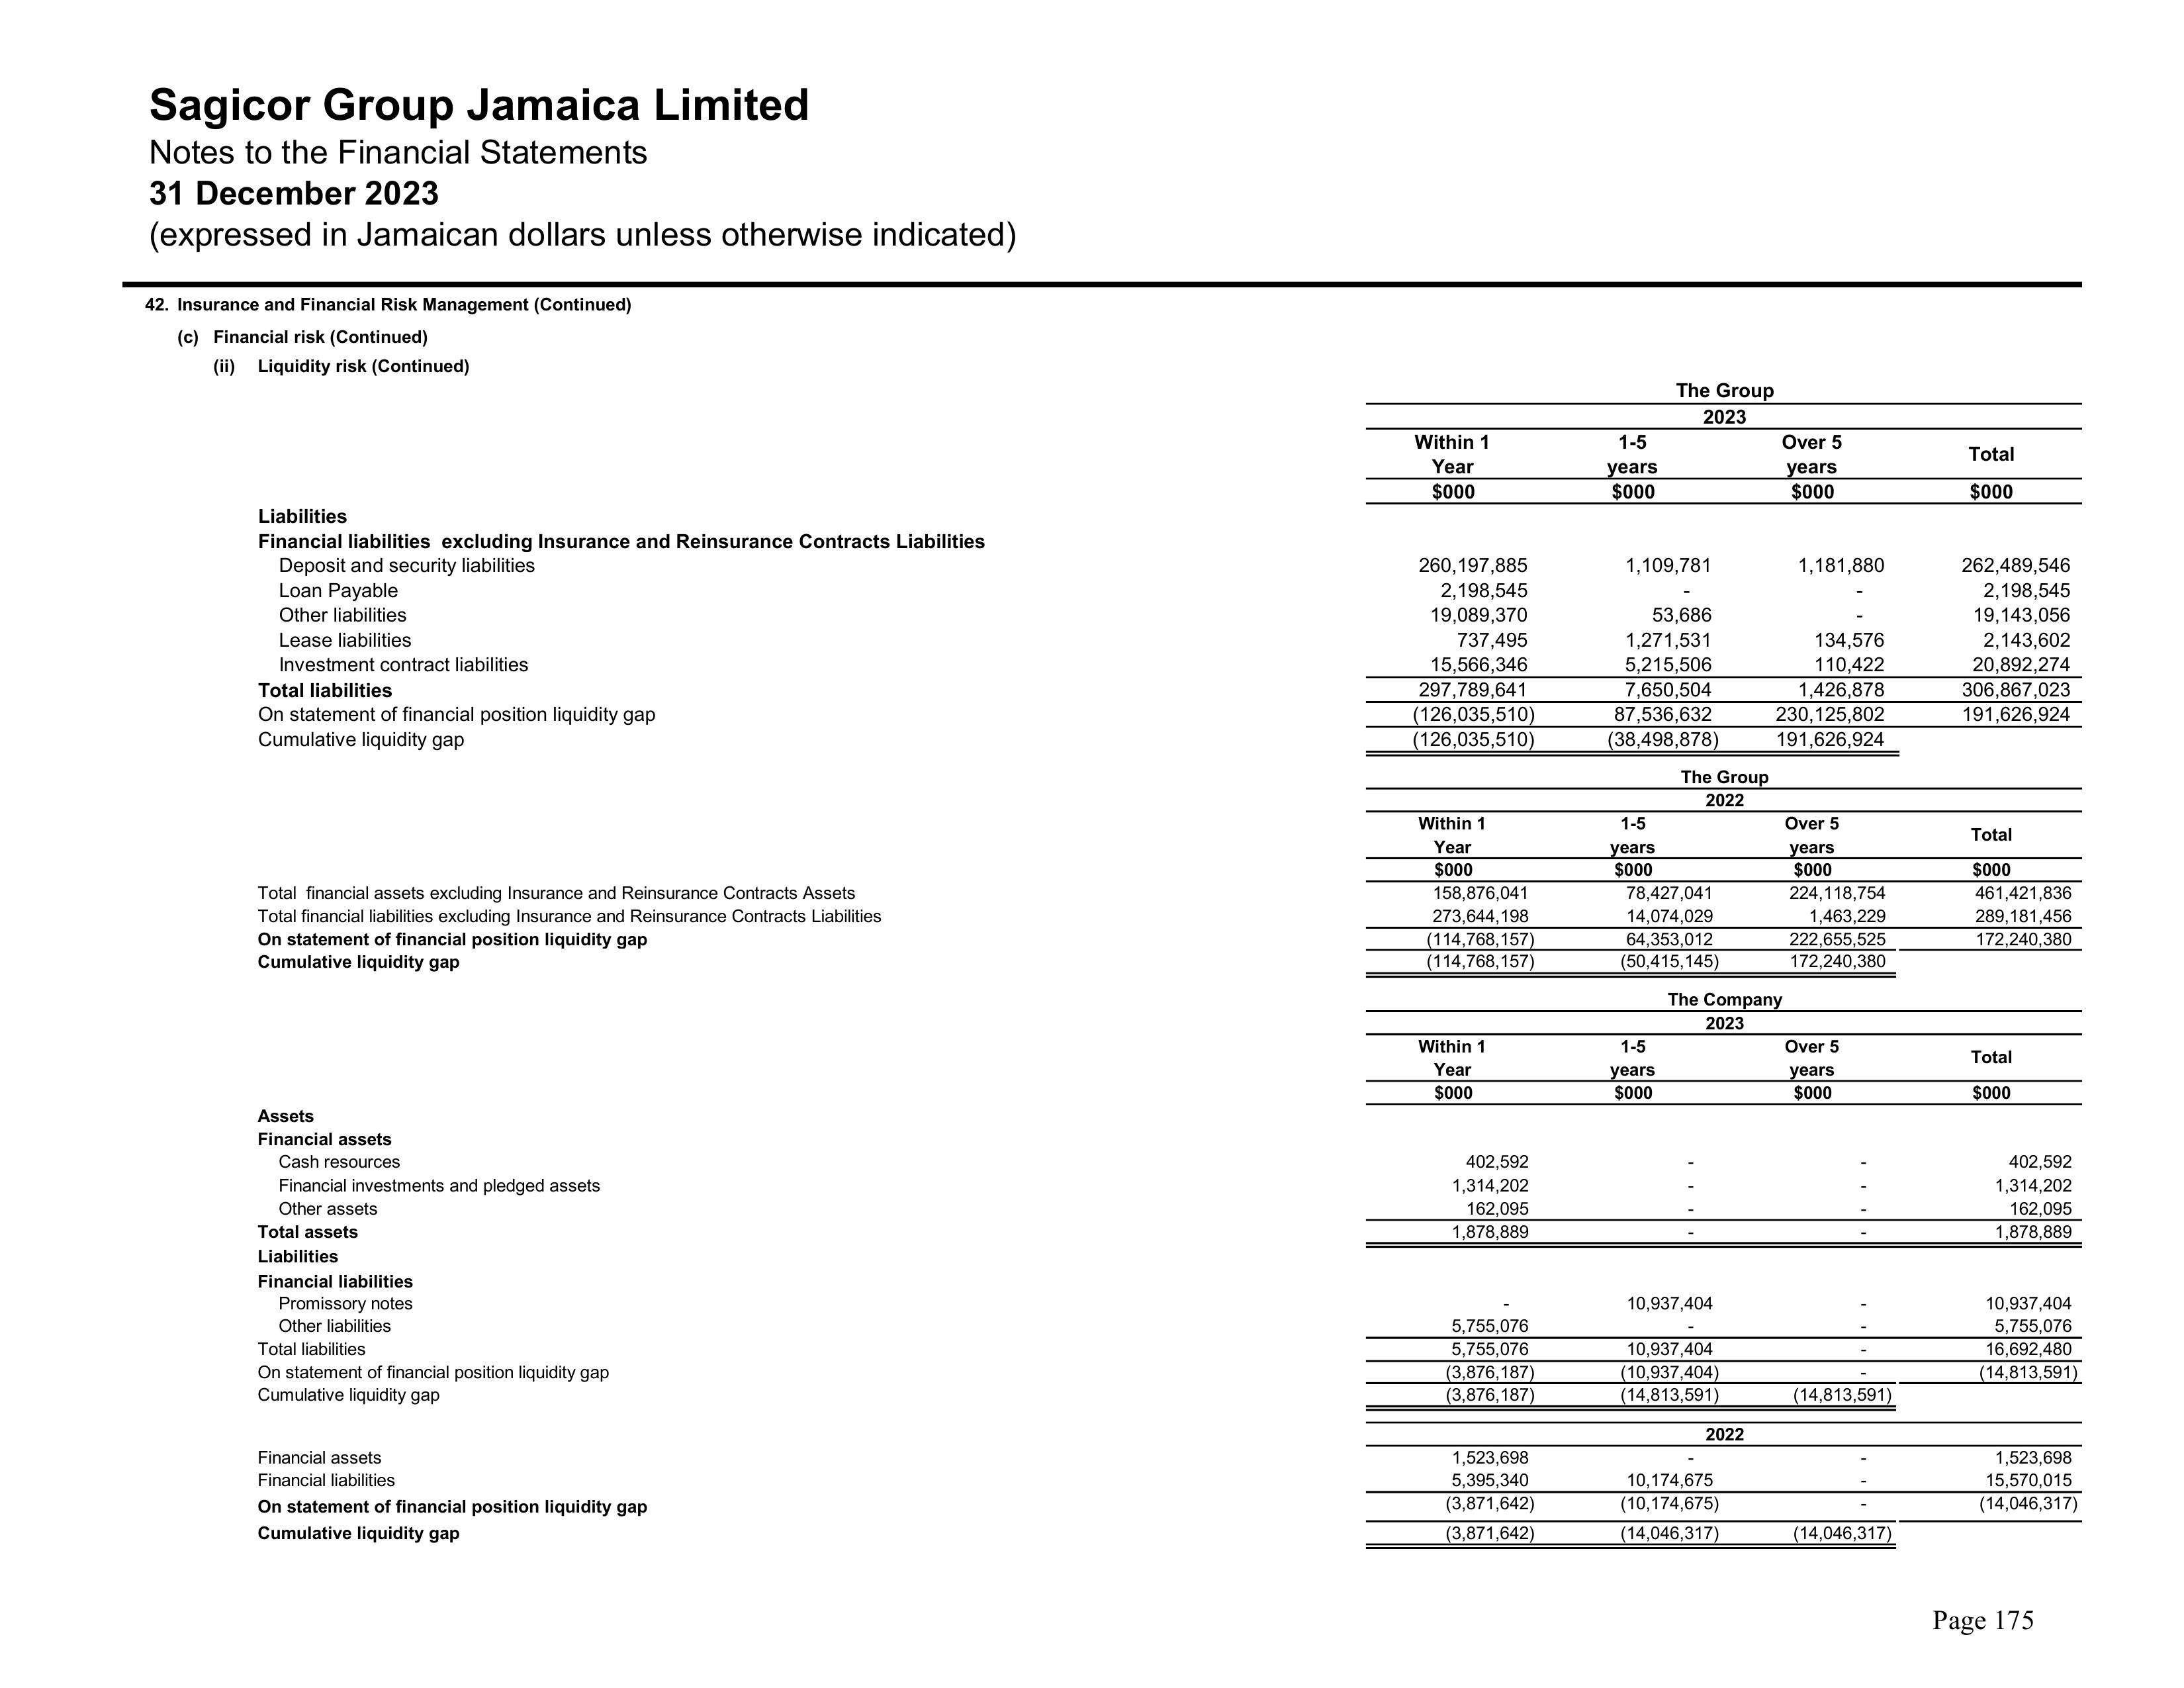 Sagicor Group Jamaica Limited
Notes to the Financial Statements
31 December 2023
(expressed in Jamaican dollars unless otherwise indicated)
42. Insurance and Financial Risk Management (Continued)
(c) Financial risk (Continued)
(ii) Liquidity risk (Continued)
The Group
2023
Within 1 Year 1-5 years Over 5 years Total
$000 $000 $000 $000
Liabilities
Financial liabilities excluding Insurance and Reinsurance Contracts Liabilities
Deposit and security liabilities 260,197,885 1,109,781 1,181,880 262,489,546
Loan Payable 2,198,545 - - 2,198,545
Other liabilities 19,089,370 53,686 - 19,143,056
Lease liabilities 737,495 1,271,531 134,576 2,143,602
Investment contract liabilities 15,566,346 5,215,506 110,422 20,892,274
Total liabilities 297,789,641 7,650,504 1,426,878 306,867,023
On statement of financial position liquidity gap (126,035,510) 87,536,632 230,125,802 191,626,924
Cumulative liquidity gap (126,035,510) (38,498,878) 191,626,924
The Group
2022
Within 1 Year 1-5 years Over 5 years Total
$000 $000 $000 $000
Total financial assets excluding Insurance and Reinsurance Contracts Assets 158,876,041 78,427,041 224,118,754 461,421,836
Total financial liabilities excluding Insurance and Reinsurance Contracts Liabilities 273,644,198 14,074,029 1,463,229 289,181,456
On statement of financial position liquidity gap (114,768,157) 64,353,012 222,655,525 172,240,380
Cumulative liquidity gap (114,768,157) (50,415,145) 172,240,380
The Company
2023
Within 1 Year 1-5 years Over 5 years Total
$000 $000 $000 $000
Assets
Financial assets
Cash resources 402,592 - - 402,592
Financial investments and pledged assets 1,314,202 - - 1,314,202
Other assets 162,095 - - 162,095
Total assets 1,878,889 - - 1,878,889
Liabilities
Financial liabilities
Promissory notes - 10,937,404 - 10,937,404
Other liabilities 5,755,076 - - 5,755,076
Total liabilities 5,755,076 10,937,404 - 16,692,480
On statement of financial position liquidity gap (3,876,187) (10,937,404) - (14,813,591)
Cumulative liquidity gap (3,876,187) (14,813,591) (14,813,591)
2022
Financial assets 1,523,698 - - 1,523,698
Financial liabilities 5,395,340 10,174,675 - 15,570,015
On statement of financial position liquidity gap (3,871,642) (10,174,675) - (14,046,317)
Cumulative liquidity gap (3,871,642) (14,046,317) (14,046,317)
Page 175